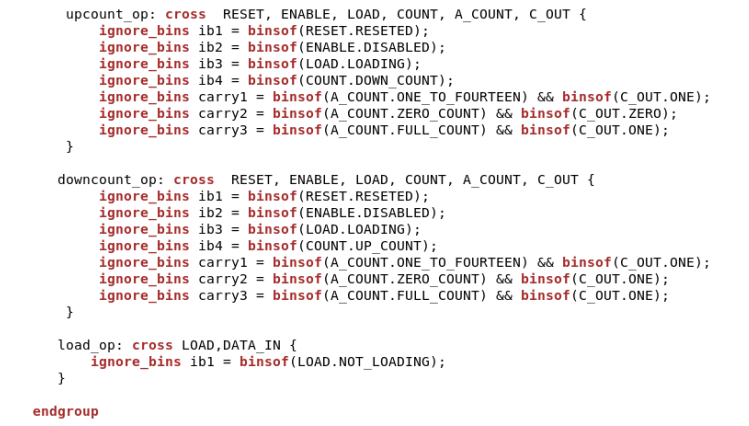 upcount_op: cross  RESET, ENABLE, LOAD, COUNT, A_COUNT, C_OUT {
ignore_bins ib1 = binsof(RESET.RESETED);
ignore_bins ib2 = binsof(ENABLE.DISABLED);
ignore_bins ib3 = binsof(LOAD.LOADING);
ignore_bins ib4 = binsof(COUNT.DOWN_COUNT);
ignore_bins carry1 = binsof(A_COUNT.ONE_TO_FOURTEEN) && binsof(C_OUT.ONE);
ignore_bins carry2 = binsof(A_COUNT.ZERO_COUNT) && binsof(C_OUT.ZERO);
ignore_bins carry3 = binsof(A_COUNT.FULL_COUNT) && binsof(C_OUT.ONE);
}
downcount_op: cross  RESET, ENABLE, LOAD, COUNT, A_COUNT, C_OUT {
ignore_bins ib1 = binsof(RESET.RESETED);
ignore_bins ib2 = binsof(ENABLE.DISABLED);
ignore_bins ib3 = binsof(LOAD.LOADING);
ignore_bins ib4 = binsof(COUNT.UP_COUNT);
ignore_bins carry1 = binsof(A_COUNT.ONE_TO_FOURTEEN) && binsof(C_OUT.ONE);
ignore_bins carry2 = binsof(A_COUNT.ZERO_COUNT) && binsof(C_OUT.ONE);
ignore_bins carry3 = binsof(A_COUNT.FULL_COUNT) && binsof(C_OUT.ONE);
}
load_op: cross LOAD,DATA_IN {
ignore_bins ib1 = binsof(LOAD.NOT_LOADING);
}
endgroup